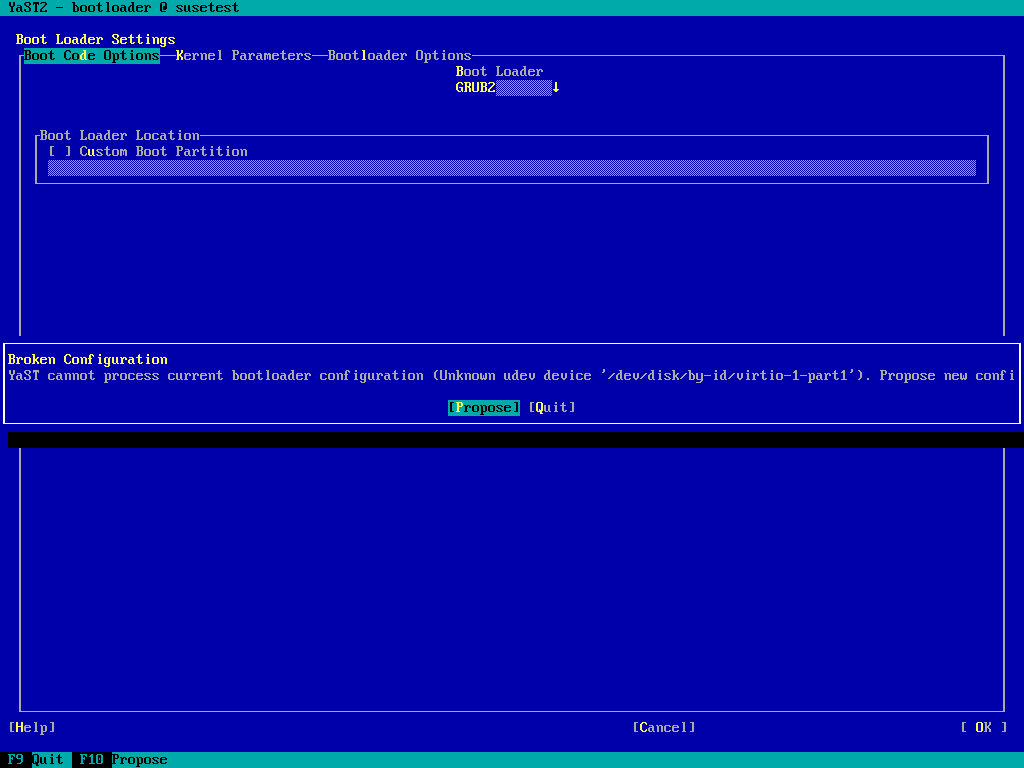 YaST2 - bootloader @ susetest
Boot Loader Settings
Boot Code Options Kernel Parameters Bootloader Options
Boot Loader
GRUB2 ↓
Boot Loader Location
[ ] Custom Boot Partition
Broken Configuration
YaST cannot process current bootloader configuration (Unknown udev device '/dev/disk/by-id/virtio-1-part1'). Propose new confi
[Propose] [Quit]
[Help] [Cancel] [ OK ]
F9 Quit F10 Propose